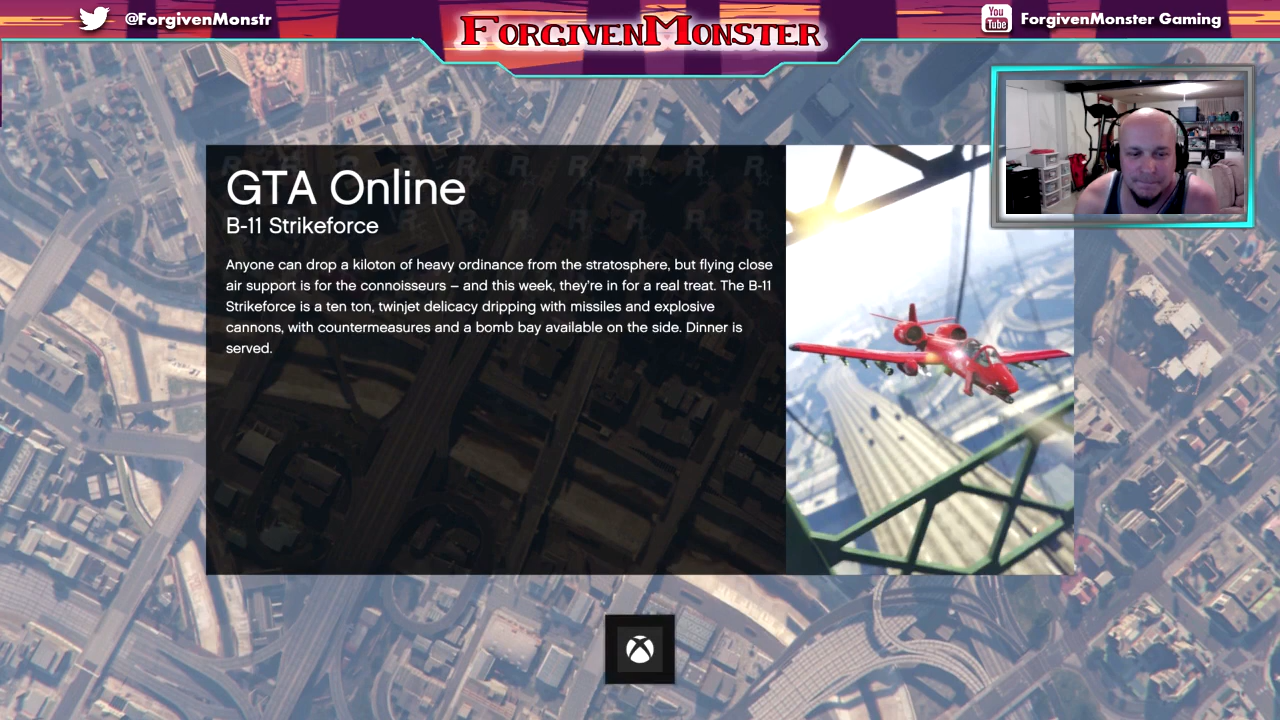 @ForgivenMonstr
FORGIVENMONSTER
You
Tube
ForgivenMonster Gaming
GTA Online
B-11 Strikeforce
Anyone can drop a kiloton of heavy ordinance from the stratosphere, but flying close
air support is for the connoisseurs – and this week, they're in for a real treat. The B-11
Strikeforce is a ten ton, twinjet delicacy dripping with missiles and explosive
cannons, with countermeasures and a bomb bay available on the side. Dinner is
served.